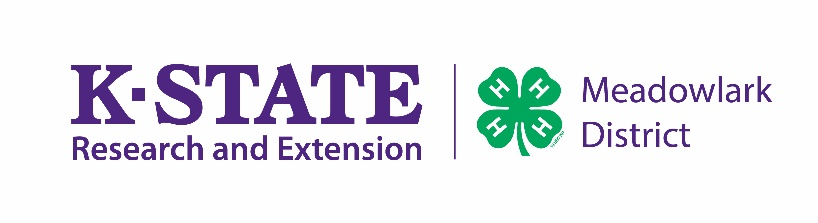 K-STATE
Research and Extension
H H
H H
Meadowlark
District